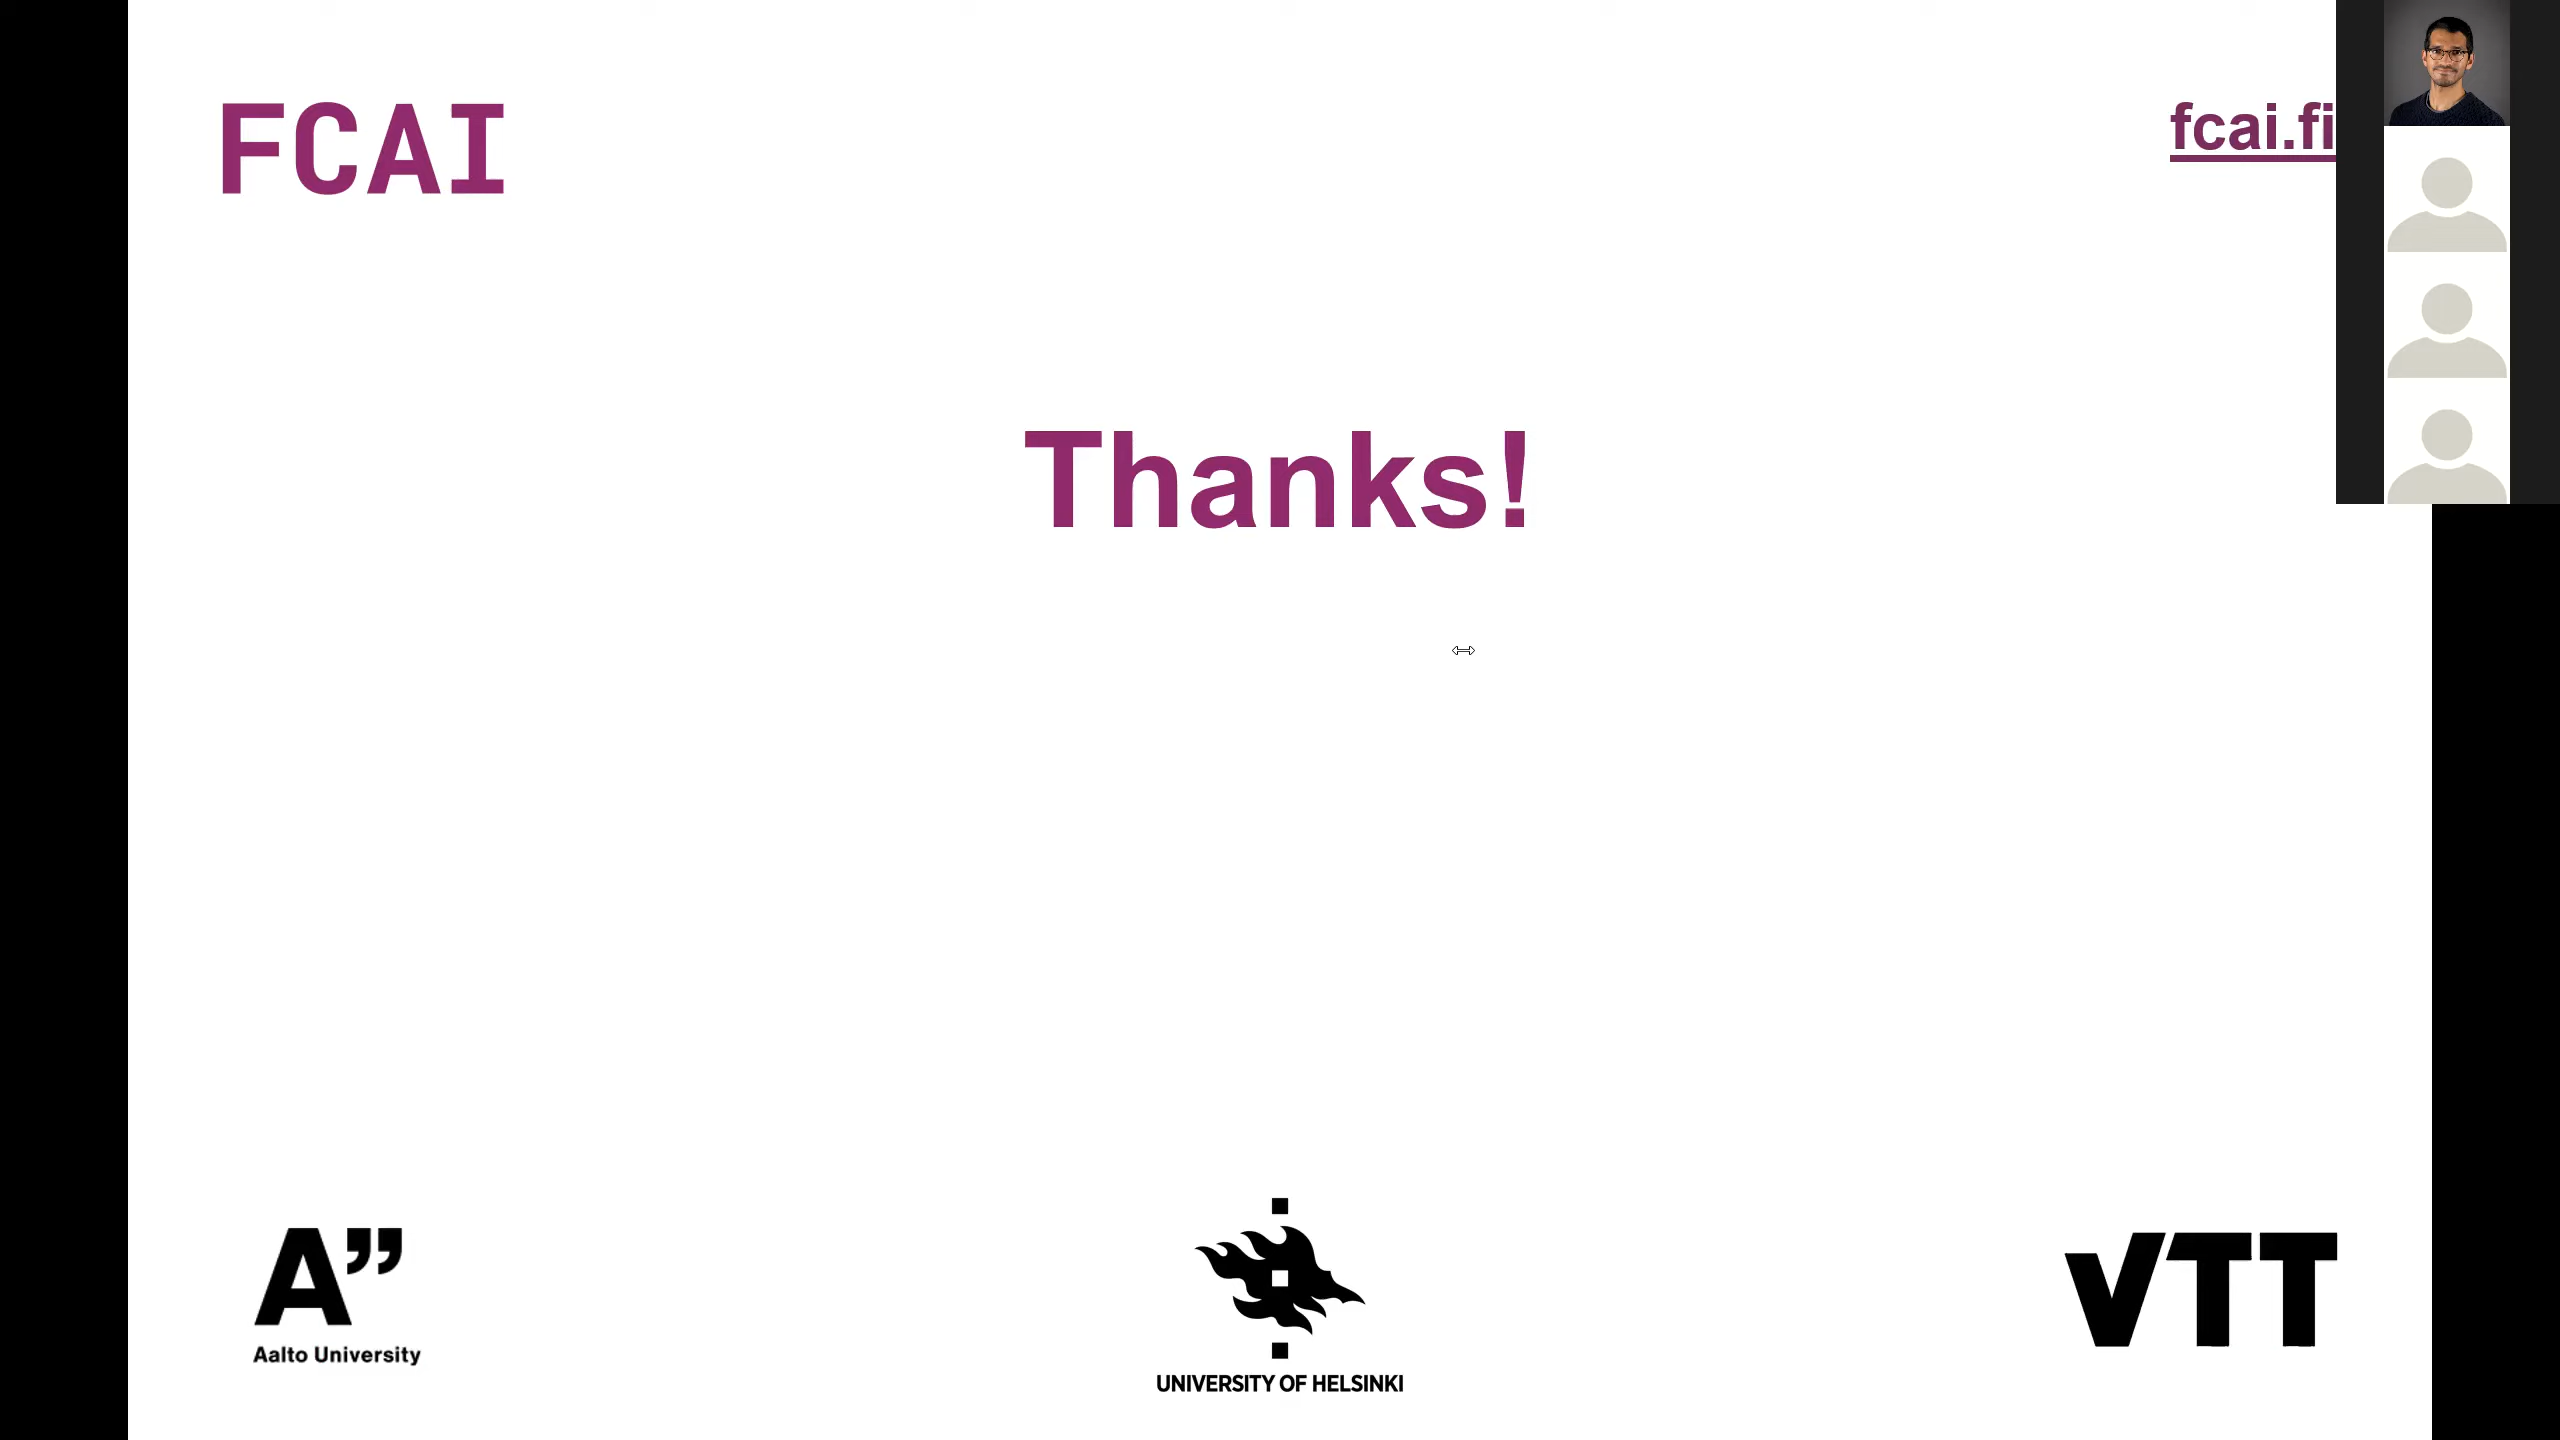 FCAI
fcai.fi
Thanks!
A”
Aalto University
UNIVERSITY OF HELSINKI
VTT